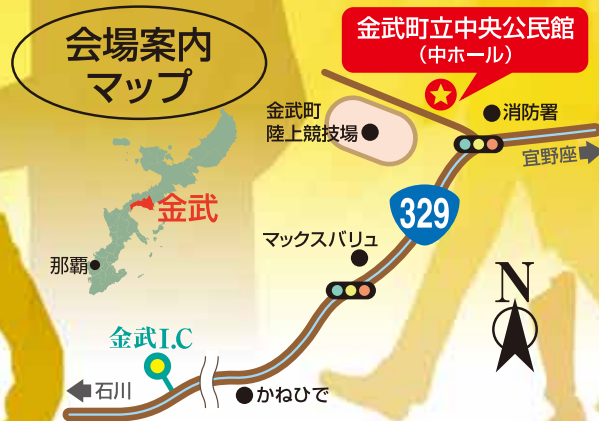 会場案内
マップ
金武町立中央公民館
（中ホール）
金武町
陸上競技場
消防署
宜野座
329
金武
マックスバリュ
那覇
N
金武I.C
石川
かねひで